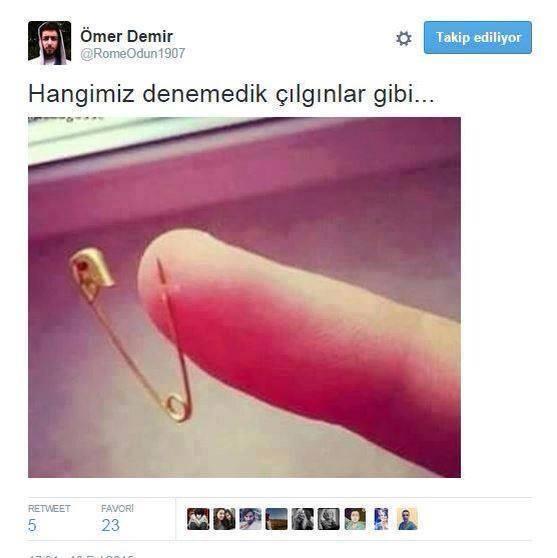 Ömer Demir
@RomeOdun1907
Takip ediliyor
Hangimiz denemedik çılgınlar gibi...
RETWEET
FAVORİ
5
23